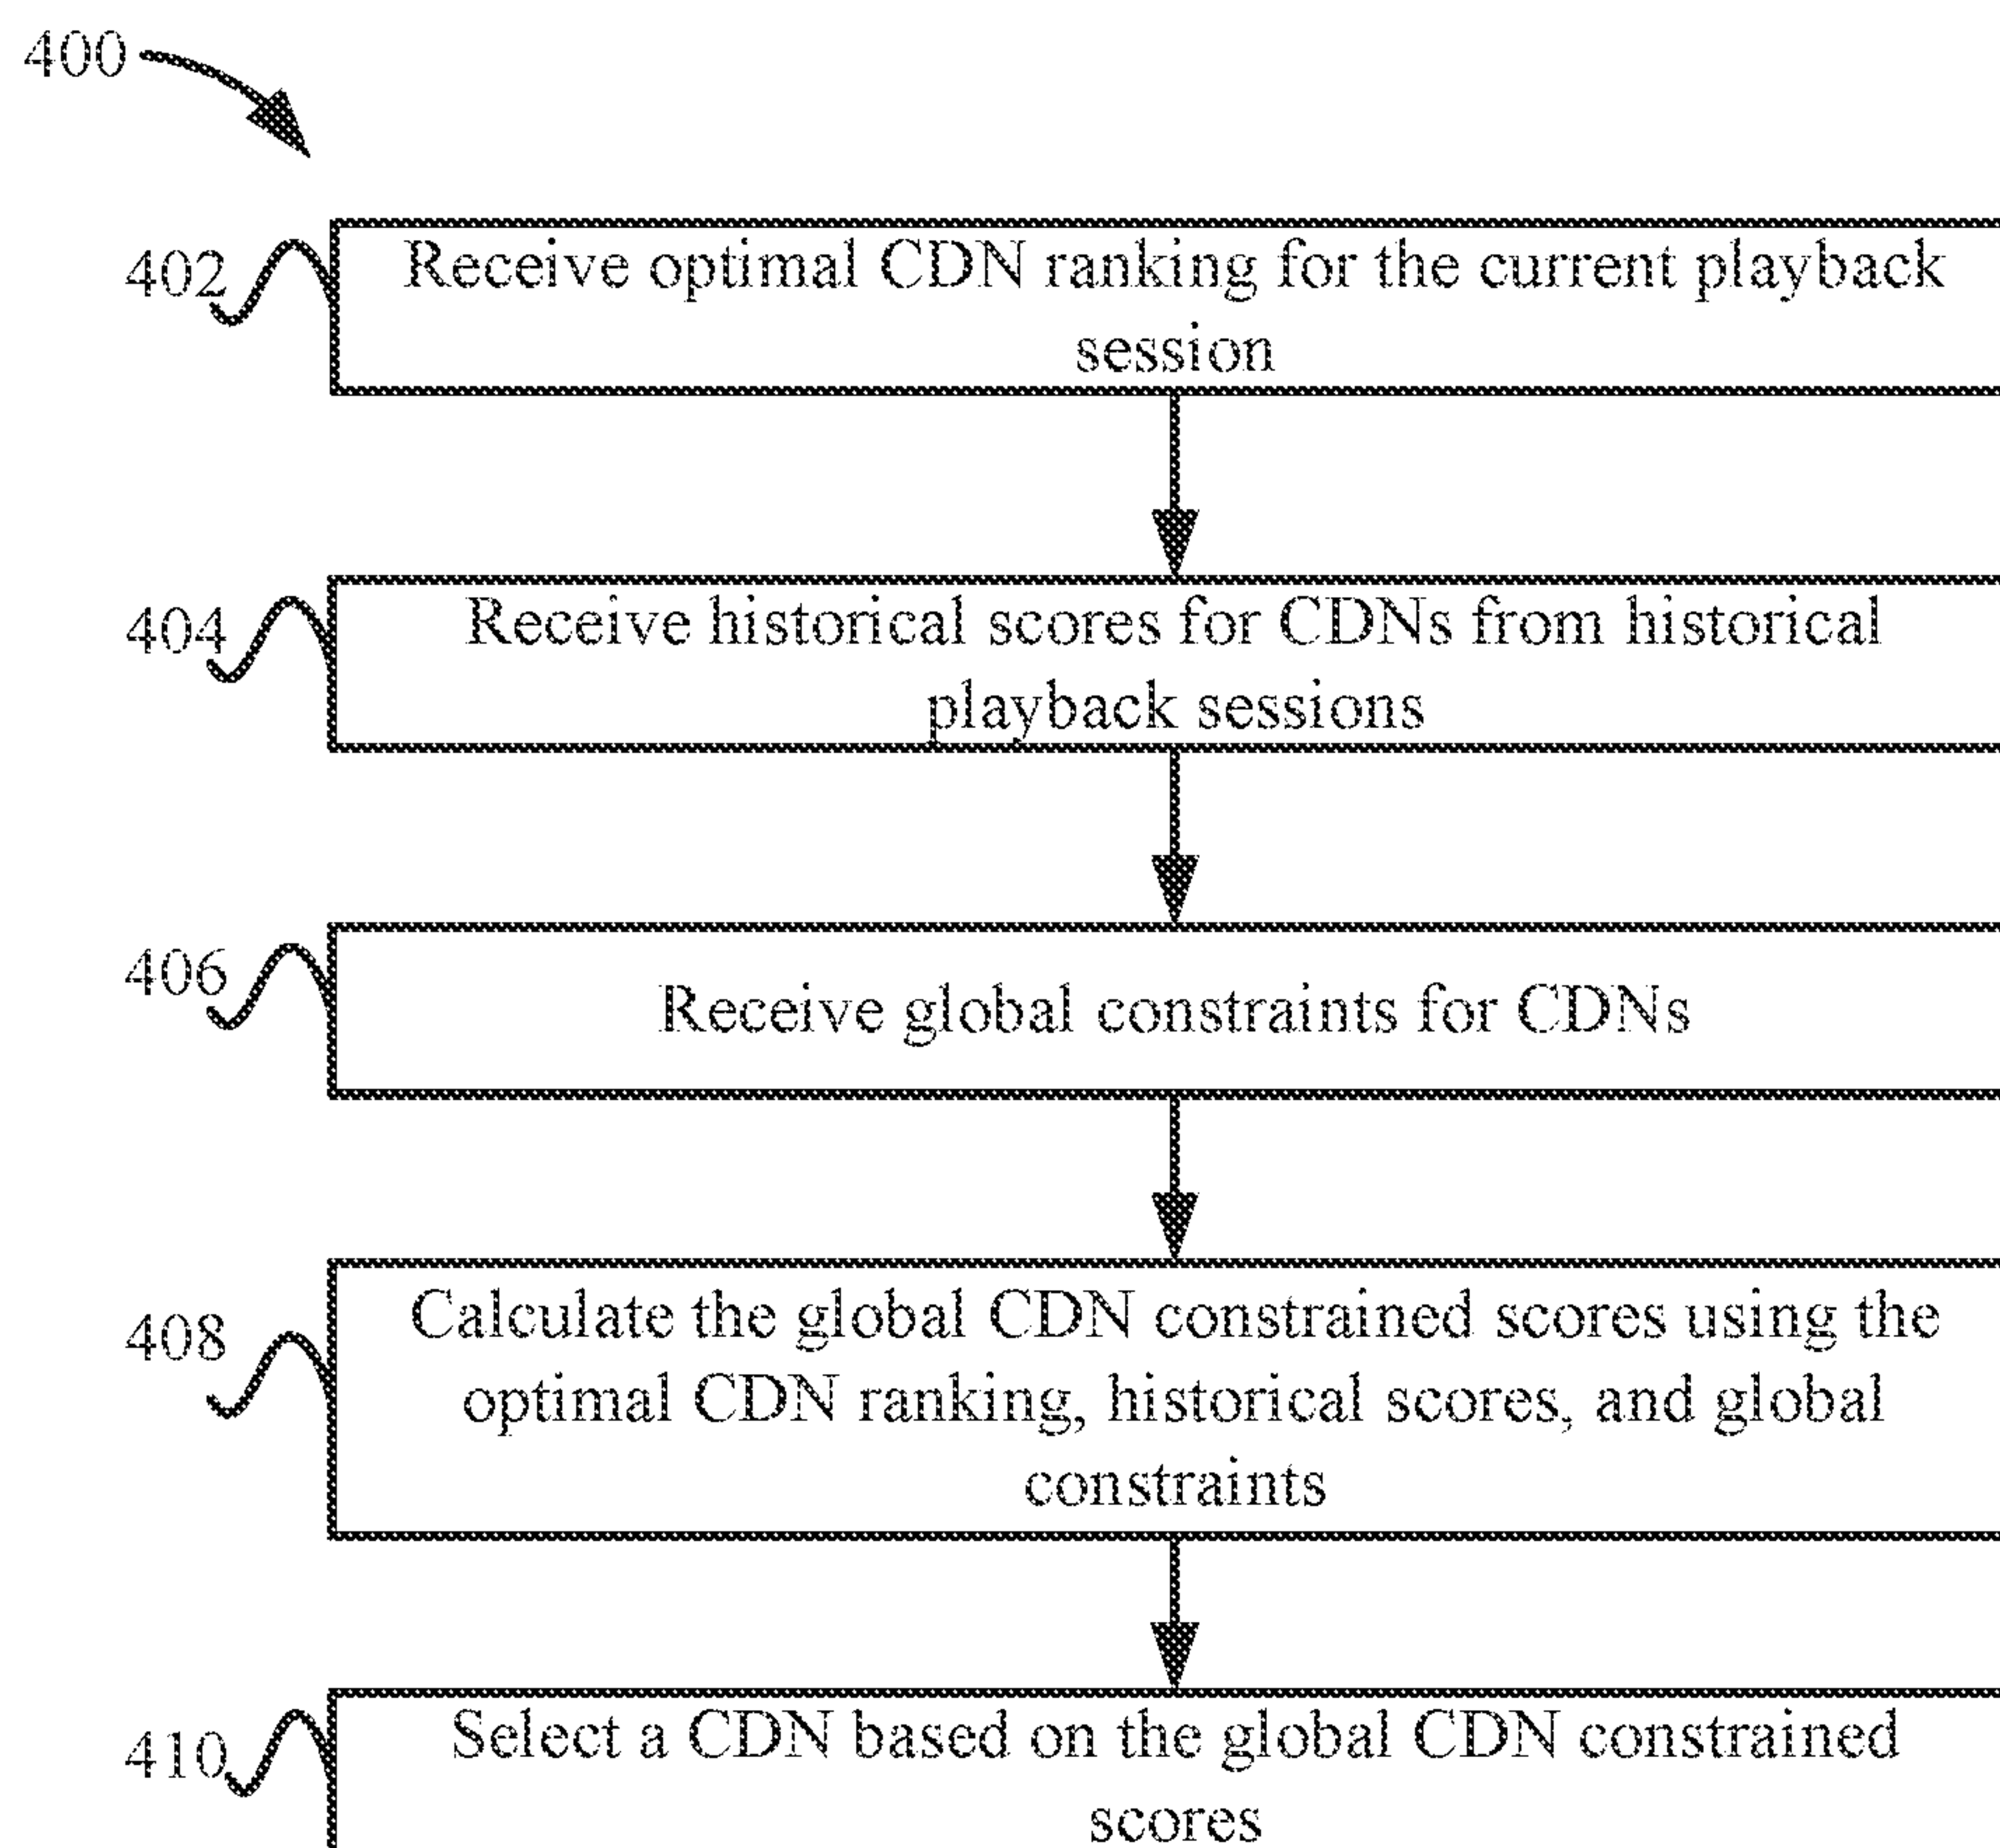 400
402
Receive optimal CDN ranking for the current playback
session
404
Receive historical scores for CDNs from historical
playback sessions
406
Receive global constraints for CDNs
408
Calculate the global CDN constrained scores using the
optimal CDN ranking, historical scores, and global
constraints
410
Select a CDN based on the global CDN constrained
scores